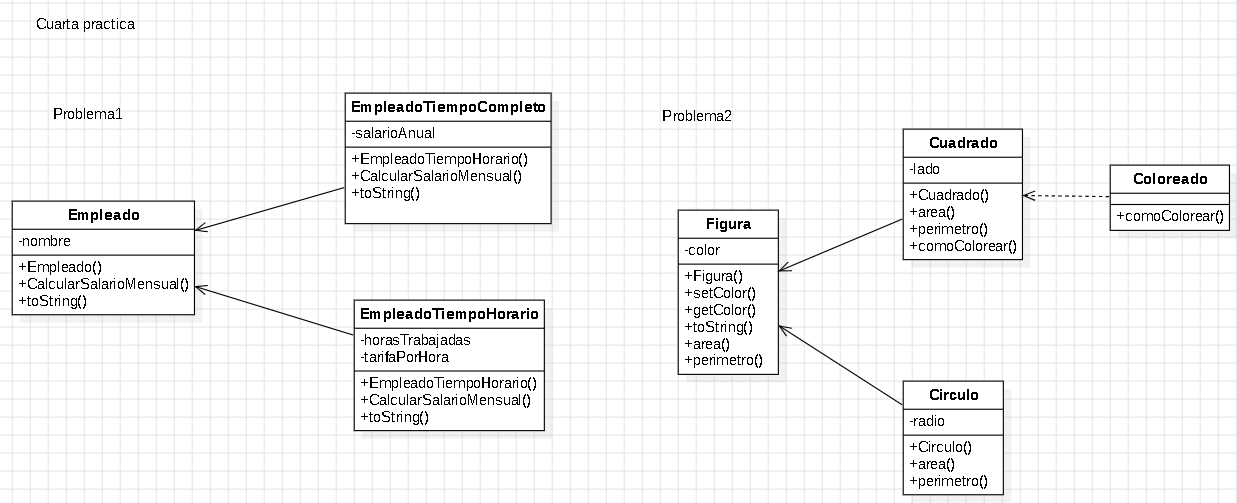 Cuarta practica
Problema1
EmpleadoTiempoCompleto
-salarioAnual
+EmpleadoTiempoHorario()
+CalcularSalarioMensual()
+toString()
Empleado
-nombre
+Empleado()
+CalcularSalarioMensual()
+toString()
EmpleadoTiempoHorario
-horasTrabajadas
-tarifaPorHora
+EmpleadoTiempoHorario()
+CalcularSalarioMensual()
+toString()
Problema2
Cuadrado
-lado
+Cuadrado()
+area()
+perimetro()
+comoColorear()
Coloreado
+comoColorear()
Figura
-color
+Figura()
+setColor()
+getColor()
+toString()
+area()
+perimetro()
Circulo
-radio
+Circulo()
+area()
+perimetro()